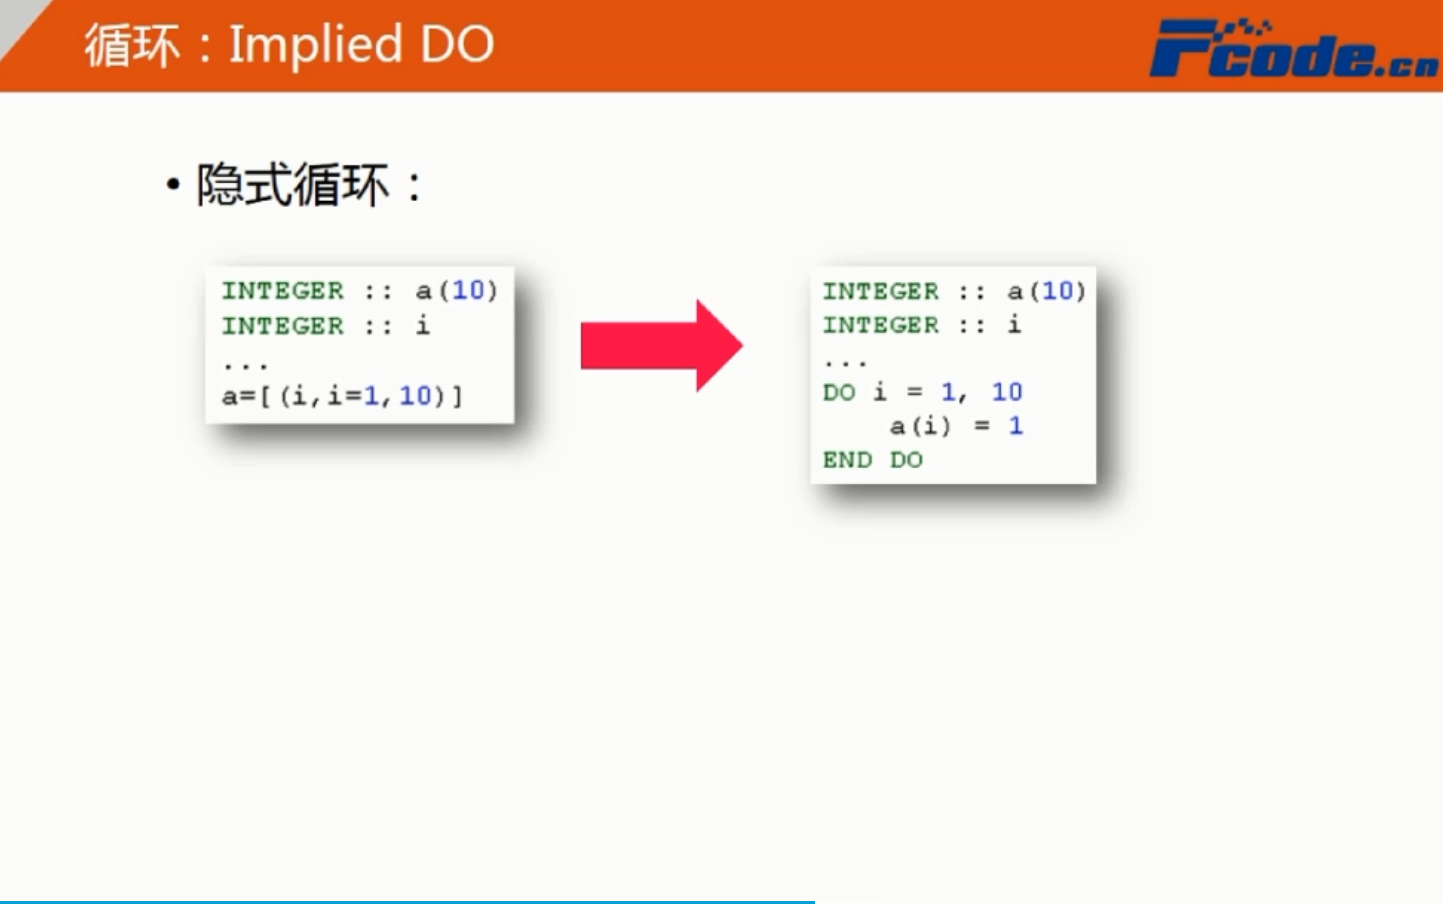 循环：Implied DO
Fcode.cn
• 隐式循环：
INTEGER :: a(10)
INTEGER :: i
...
a=[(i,i=1,10)]
INTEGER :: a(10)
INTEGER :: i
...
DO i = 1, 10
a(i) = 1
END DO